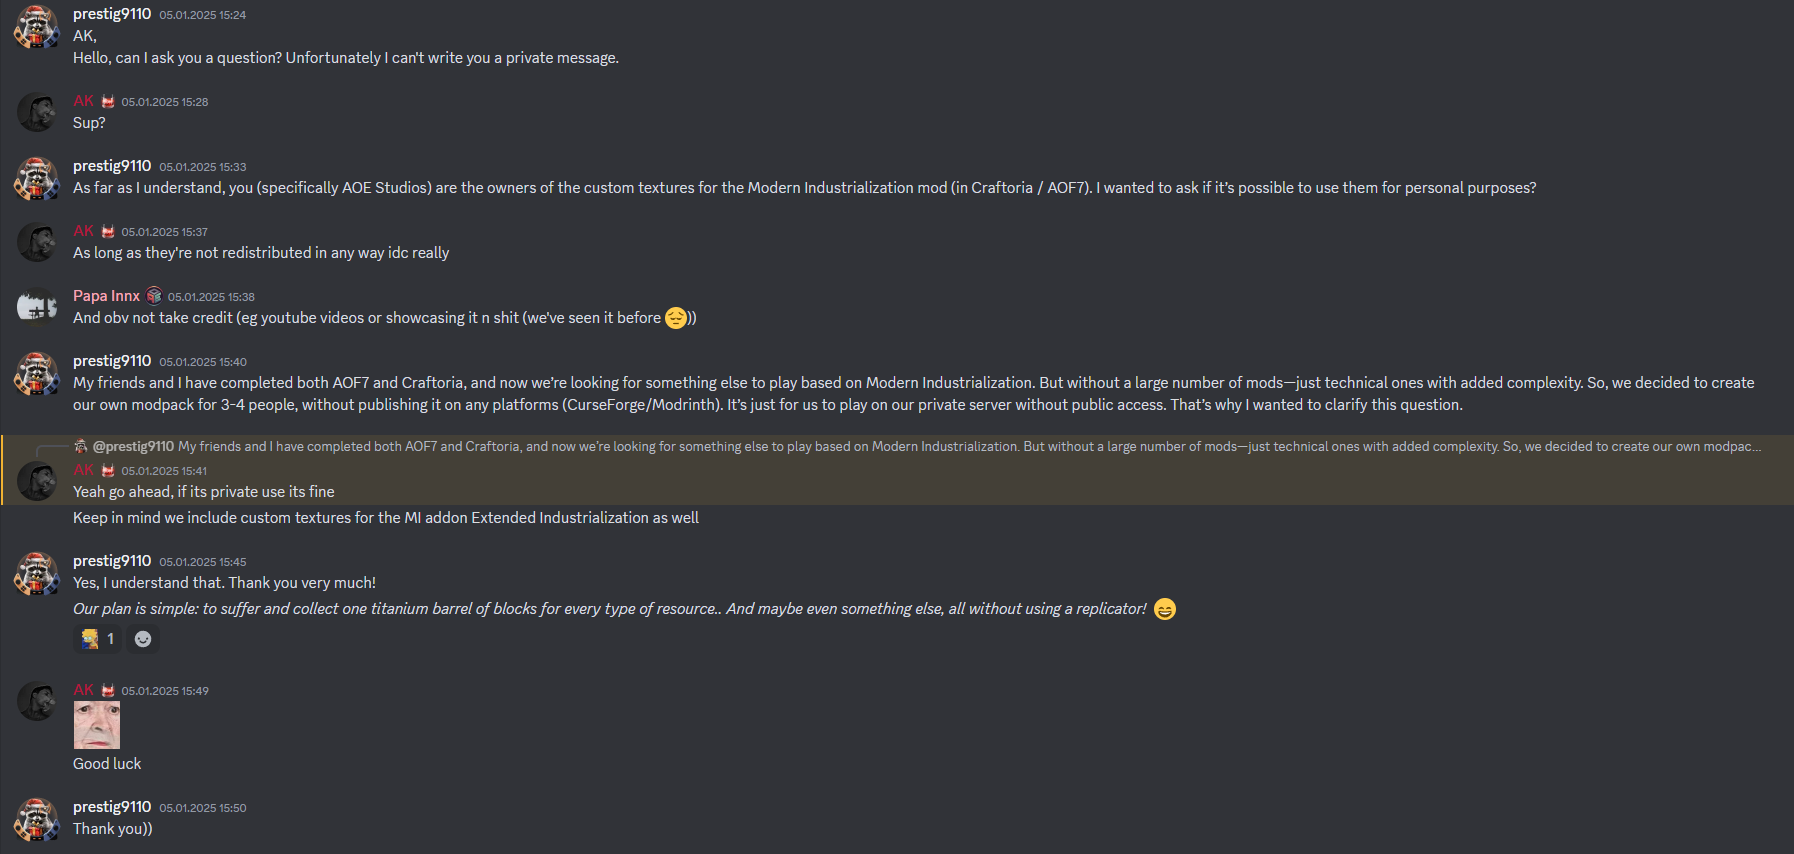 prestig9110 05.01.2025 15:24
AK,
Hello, can I ask you a question? Unfortunately I can't write you a private message.
AK 05.01.2025 15:28
Sup?
prestig9110 05.01.2025 15:33
As far as I understand, you (specifically AOE Studios) are the owners of the custom textures for the Modern Industrialization mod (in Craftoria / AOF7). I wanted to ask if it's possible to use them for personal purposes?
AK 05.01.2025 15:37
As long as they're not redistributed in any way idc really
Papa Innx 05.01.2025 15:38
And obv not take credit (eg youtube videos or showcasing it n shit (we've seen it before 😔))
prestig9110 05.01.2025 15:40
My friends and I have completed both AOF7 and Craftoria, and now we're looking for something else to play based on Modern Industrialization. But without a large number of mods—just technical ones with added complexity. So, we decided to create
our own modpack for 3-4 people, without publishing it on any platforms (CurseForge/Modrinth). It's just for us to play on our private server without public access. That's why I wanted to clarify this question.
@prestig9110 My friends and I have completed both AOF7 and Craftoria, and now we're looking for something else to play based on Modern Industrialization. But without a large number of mods—just technical ones with added complexity. So, we decided to create our own modpac...
AK 05.01.2025 15:41
Yeah go ahead, if its private use its fine
Keep in mind we include custom textures for the MI addon Extended Industrialization as well
prestig9110 05.01.2025 15:45
Yes, I understand that. Thank you very much!
Our plan is simple: to suffer and collect one titanium barrel of blocks for every type of resource.. And maybe even something else, all without using a replicator! 😄
1
AK 05.01.2025 15:49
Good luck
prestig9110 05.01.2025 15:50
Thank you))